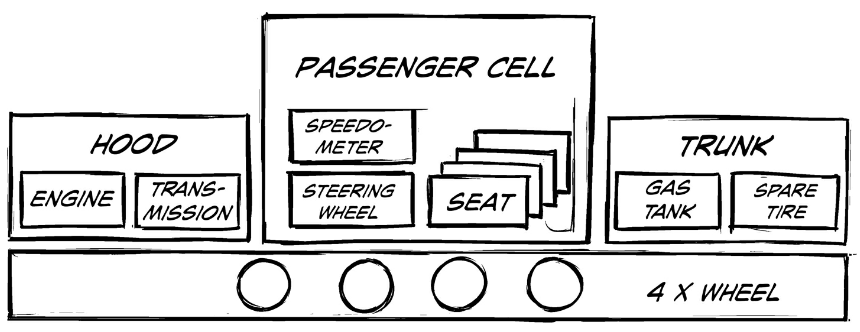 PASSENGER CELL
HOOD
ENGINE
TRANS-
MISSION
SPEEDO-
METER
STEERING
WHEEL
SEAT
TRUNK
GAS
TANK
SPARE
TIRE
4 X WHEEL